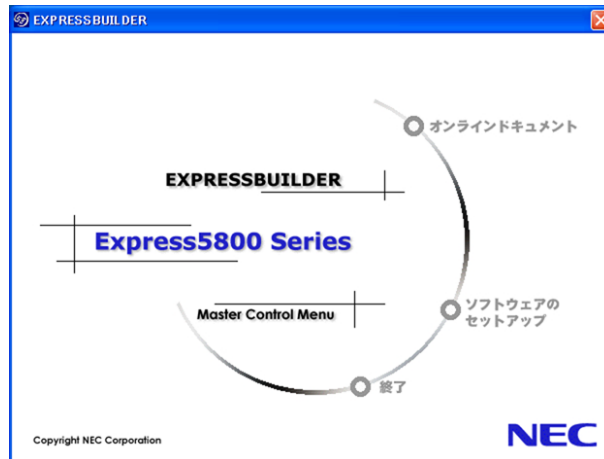 EXPRESSBUILDER
オンラインドキュメント
EXPRESSBUILDER
Express5800 Series
ソフトウェアの
セットアップ
Master Control Menu
終了
Copyright NEC Corporation
NEC